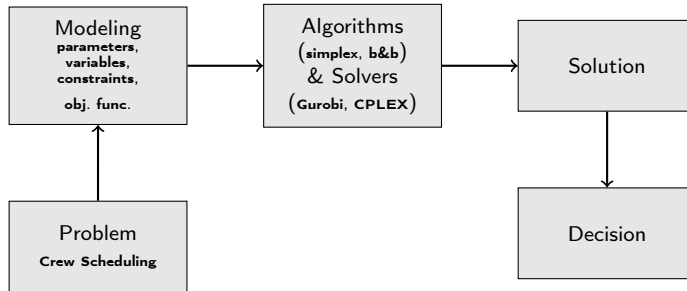 Modeling
parameters,
variables,
constraints,
obj. func.
Algorithms
(simplex, b&b)
& Solvers
(Gurobi, CPLEX)
Solution
Problem
Crew Scheduling
Decision